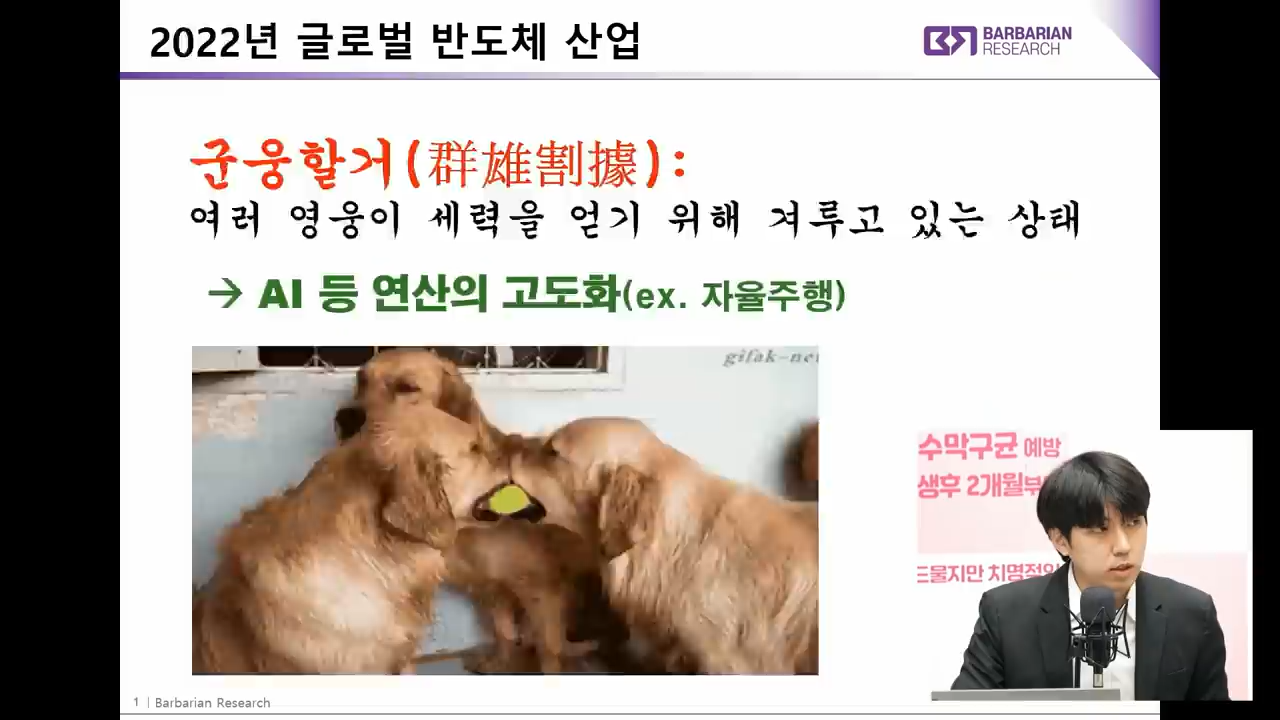 2022년 글로벌 반도체 산업
BARBARIAN
RESEARCH
군웅할거(群雄割據):
여러 영웅이 세력을 얻기 위해 겨루고 있는 상태
→ AI 등 연산의 고도화(ex. 자율주행)
gifak-net
수막구균 예방
생후 2개월부
드물지만 치명적인
1 | Barbarian Research